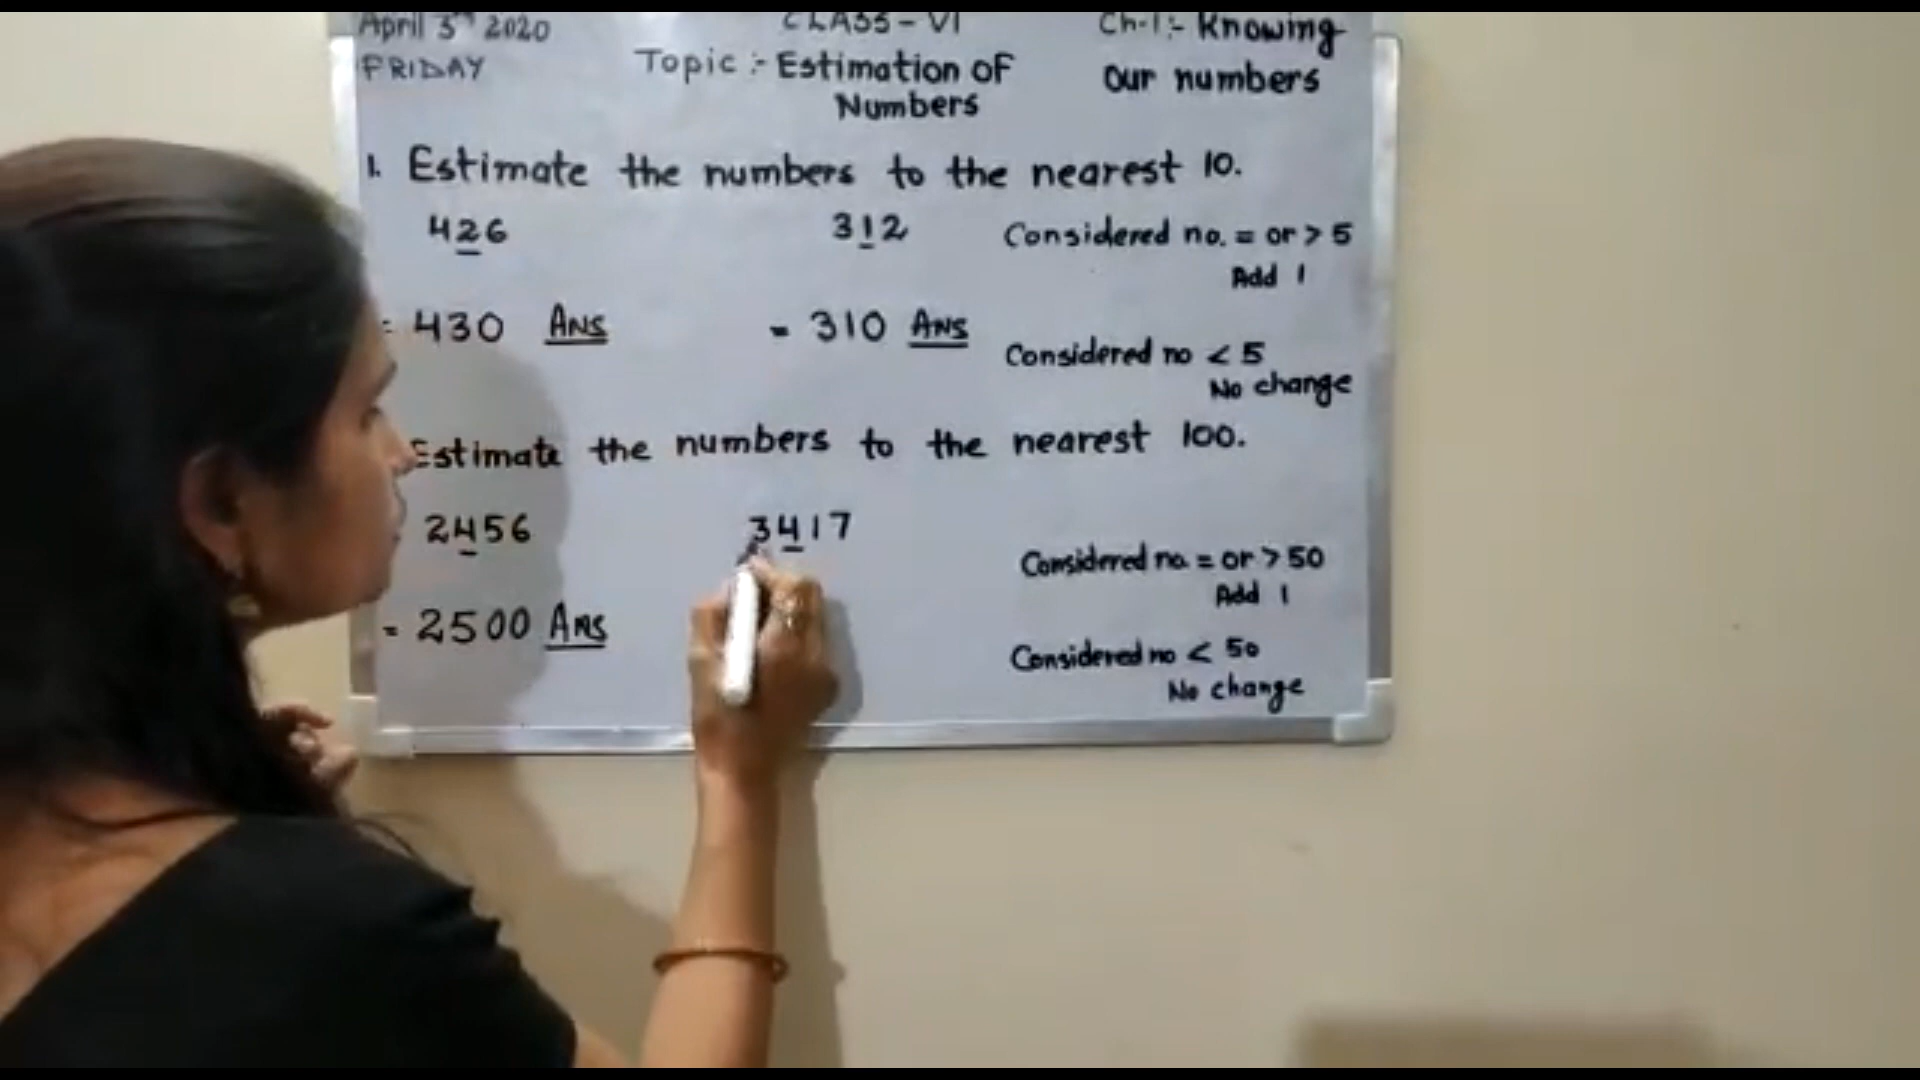 April 3rd 2020 CLASS - VI Ch-1:- Knowing
FRIDAY Topic :- Estimation of our numbers
Numbers
1. Estimate the numbers to the nearest 10.
426 312 Considered no. = or > 5
Add 1
= 430 Ans = 310 Ans
Considered no < 5
No change
Estimate the numbers to the nearest 100.
2456 3417
Considered no. = or > 50
Add 1
= 2500 Ans
Considered no < 50
No change